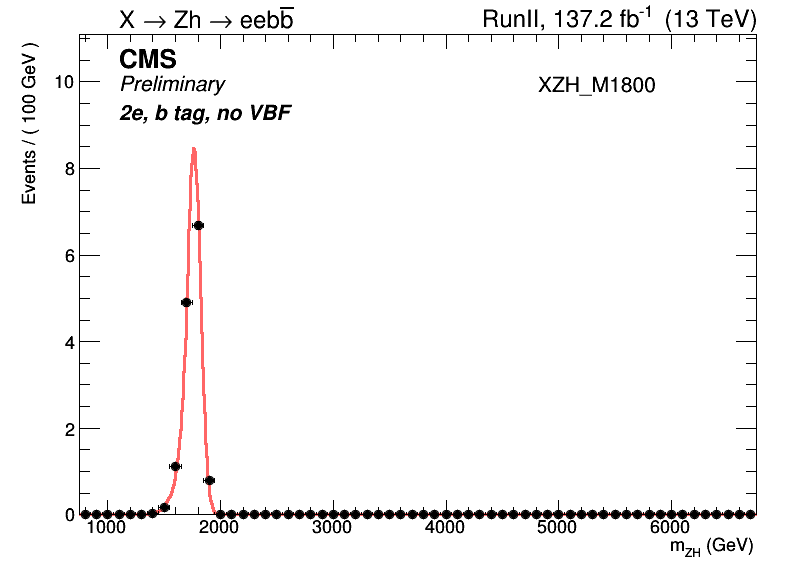 X → Zh → eebb̅ RunII, 137.2 fb⁻¹ (13 TeV)
CMS
Preliminary
2e, b tag, no VBF
XZH_M1800
Events / ( 100 GeV )
10
8
6
4
2
0
1000 2000 3000 4000 5000 6000
m_ZH (GeV)